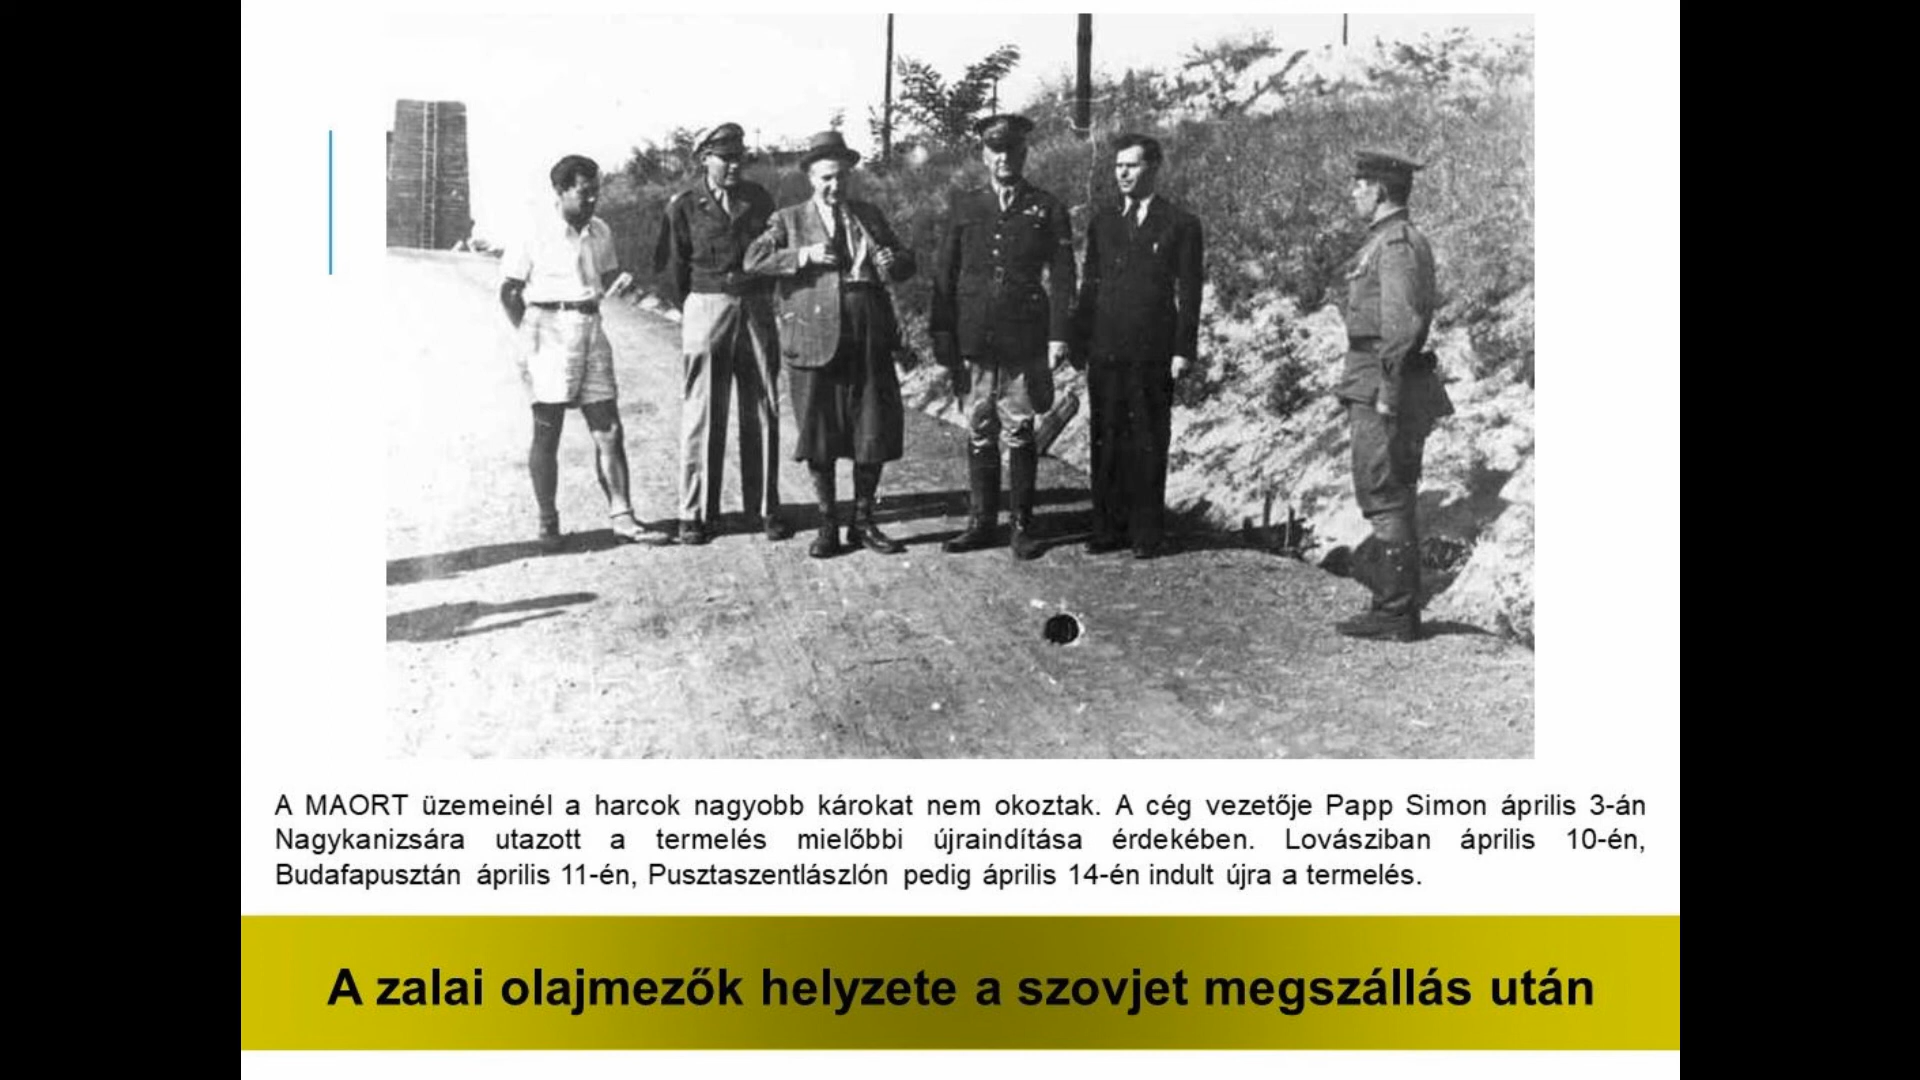 A MAORT üzemeinél a harcok nagyobb károkat nem okoztak. A cég vezetője Papp Simon április 3-án
Nagykanizsára utazott a termelés mielőbbi újraindítása érdekében. Lovásziban április 10-én,
Budafapusztán április 11-én, Pusztaszentlászlón pedig április 14-én indult újra a termelés.
A zalai olajmezők helyzete a szovjet megszállás után